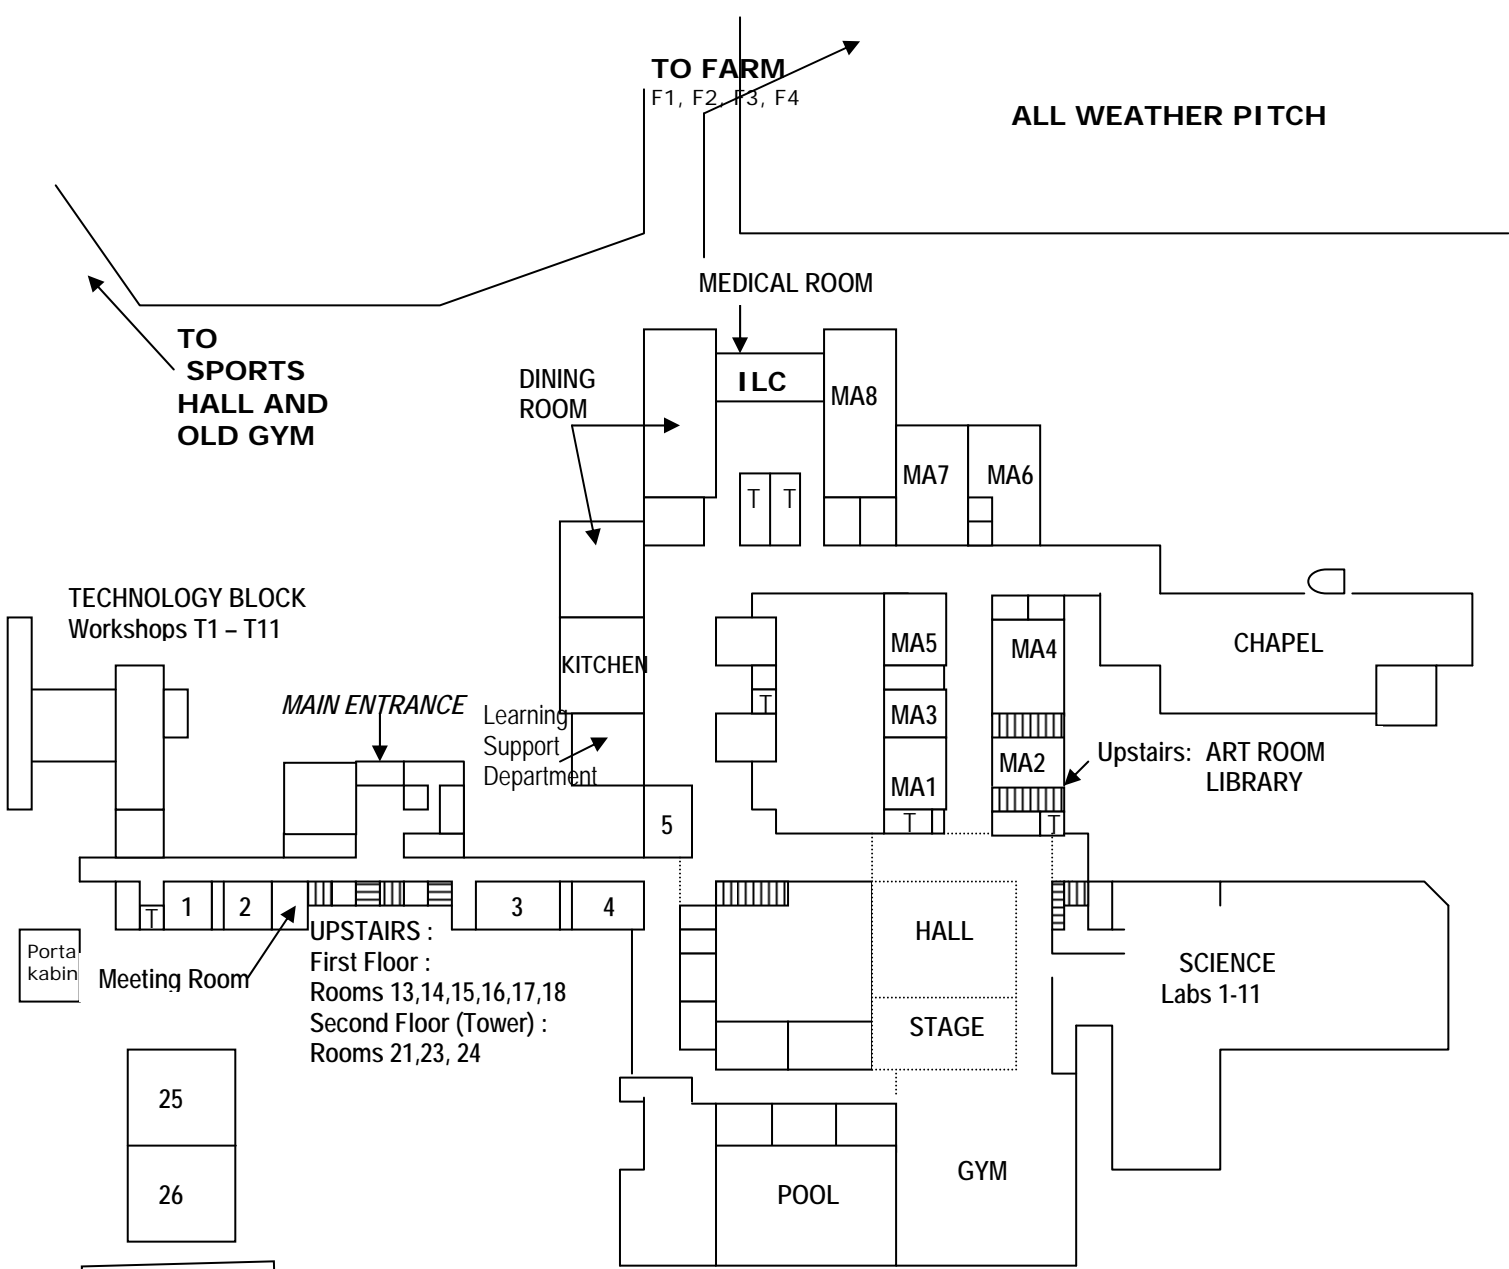 TO FARM
F1, F2, F3, F4
ALL WEATHER PITCH
MEDICAL ROOM
TO
SPORTS
HALL AND
OLD GYM
DINING
ROOM
ILC
MA8
MA7
MA6
T
T
TECHNOLOGY BLOCK
Workshops T1 – T11
KITCHEN
MA5
MA4
CHAPEL
MAIN ENTRANCE
Learning
Support
Department
T
MA3
MA2
MA1
Upstairs: ART ROOM
LIBRARY
5
T
T
T
1
2
3
4
UPSTAIRS :
First Floor :
Rooms 13,14,15,16,17,18
Second Floor (Tower) :
Rooms 21,23, 24
HALL
STAGE
SCIENCE
Labs 1-11
Porta
kabin
Meeting Room
25
26
POOL
GYM